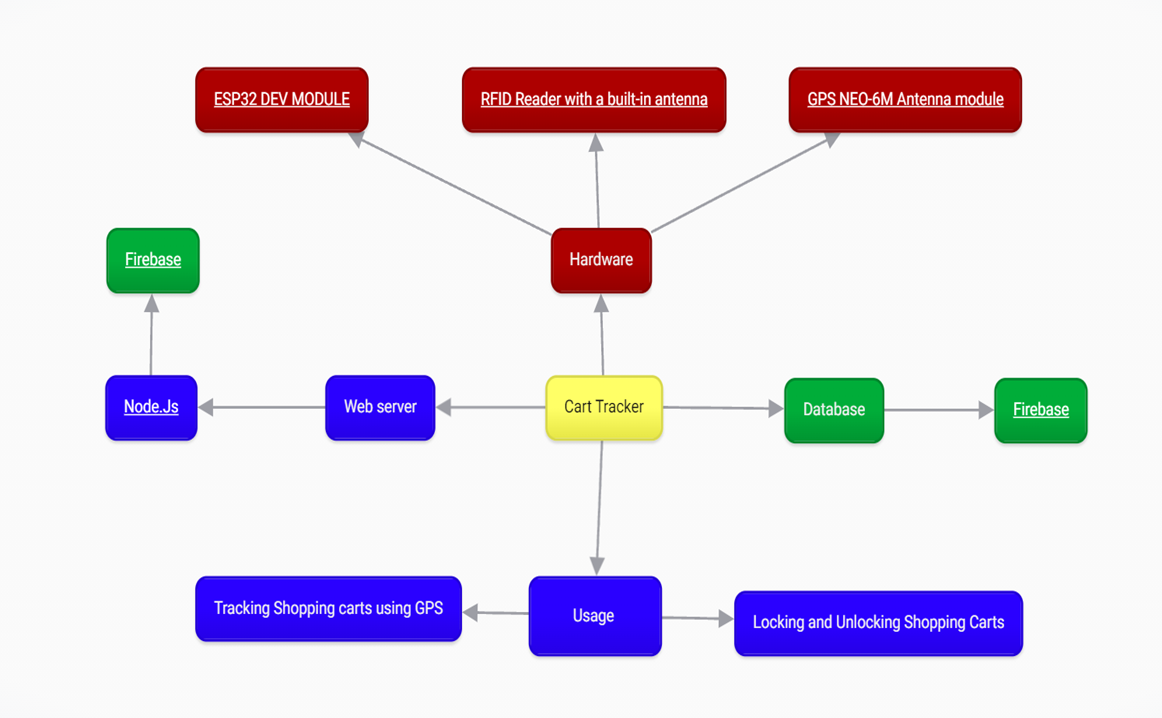 ESP32 DEV MODULE
RFID Reader with a built-in antenna
GPS NEO-6M Antenna module
Firebase
Hardware
Node.Js
Web server
Cart Tracker
Database
Firebase
Tracking Shopping carts using GPS
Usage
Locking and Unlocking Shopping Carts